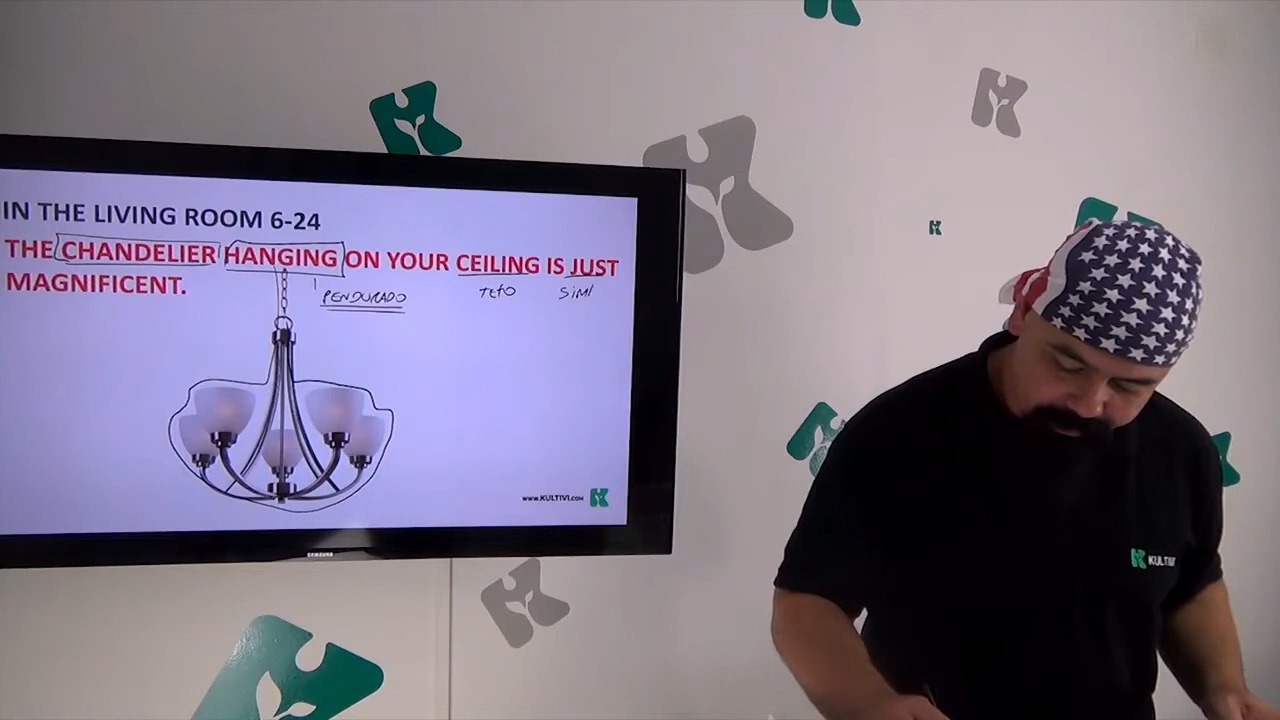 IN THE LIVING ROOM 6-24
THE CHANDELIER HANGING ON YOUR CEILING IS JUST
MAGNIFICENT.
PENDURADO TETO
WWW.KULTIVI.COM
SAMSUNG
KULTIVI